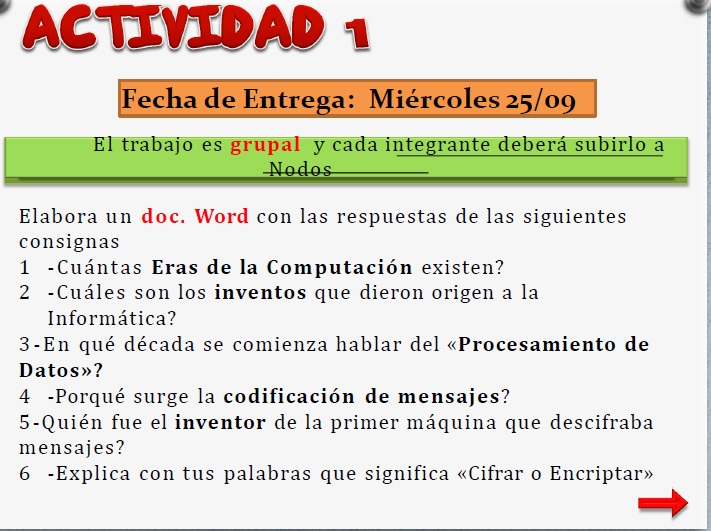 ACTIVIDAD 1
Fecha de Entrega: Miércoles 25/09
El trabajo es grupal y cada integrante deberá subirlo a
Nodos
Elabora un doc. Word con las respuestas de las siguientes
consignas
1 -Cuántas Eras de la Computación existen?
2 -Cuáles son los inventos que dieron origen a la
Informática?
3-En qué década se comienza hablar del «Procesamiento de
Datos»?
4 -Porqué surge la codificación de mensajes?
5-Quién fue el inventor de la primer máquina que descifraba
mensajes?
6 -Explica con tus palabras que significa «Cifrar o Encriptar»